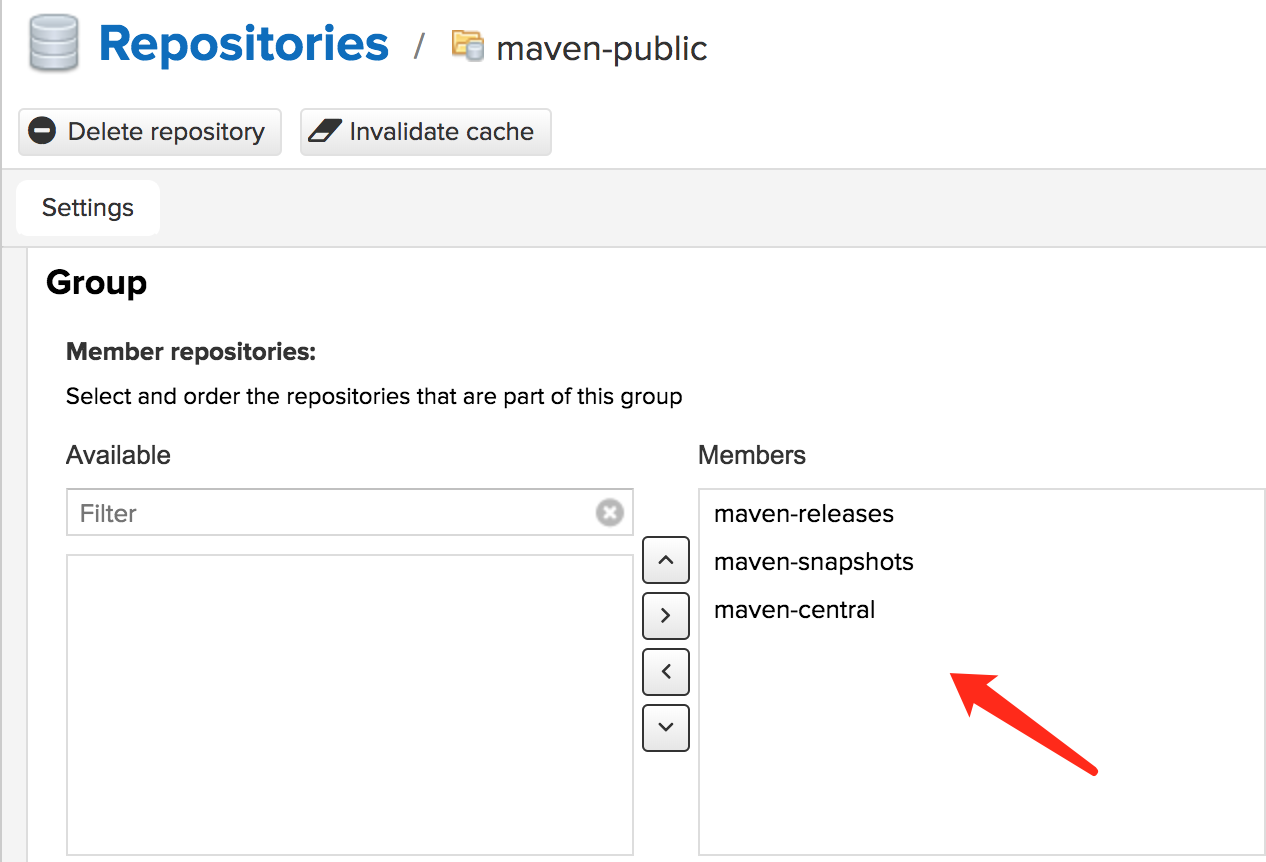 Repositories / maven-public
Delete repository Invalidate cache
Settings
Group
Member repositories:
Select and order the repositories that are part of this group
Available Members
Filter
maven-releases
maven-snapshots
maven-central